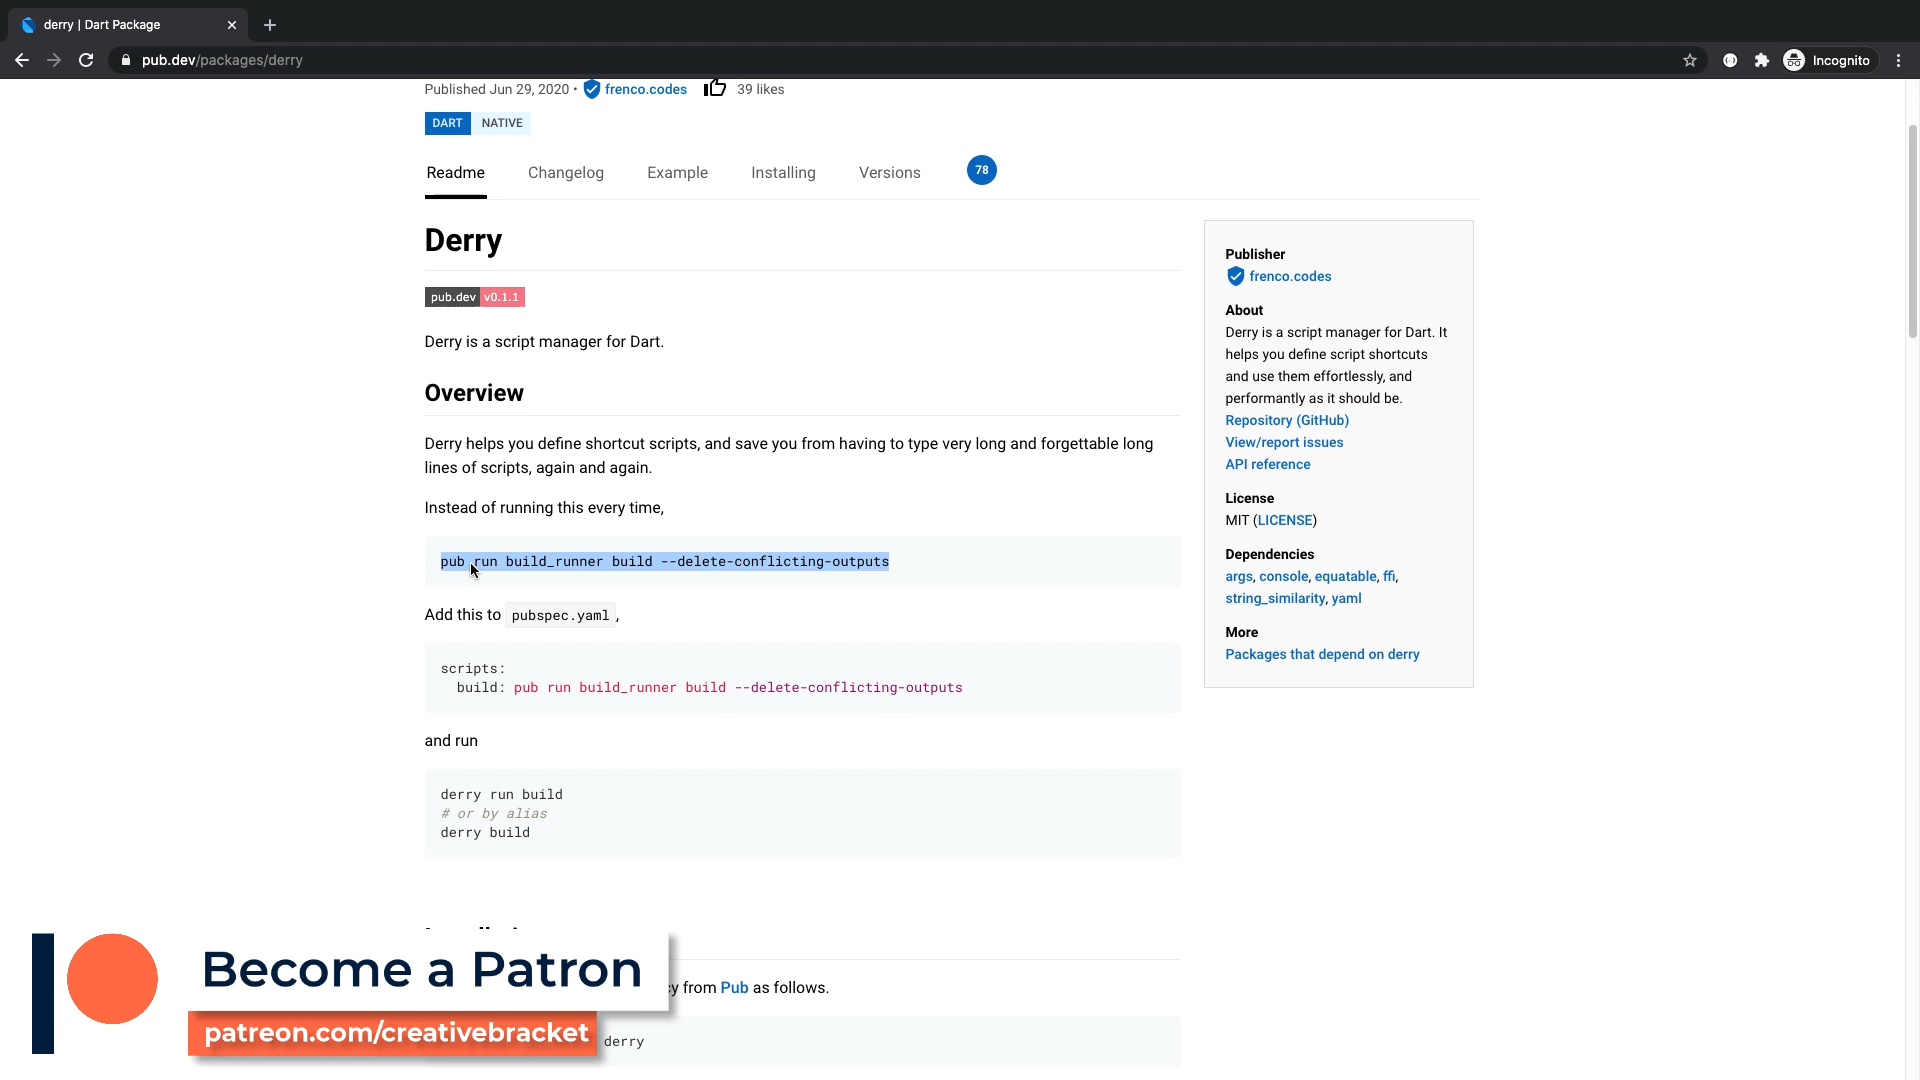 derry | Dart Package
pub.dev/packages/derry
Incognito
Published Jun 29, 2020 • frenco.codes 39 likes
DART NATIVE
Readme Changelog Example Installing Versions 78
Derry
pub.dev v0.1.1
Derry is a script manager for Dart.
Overview
Derry helps you define shortcut scripts, and save you from having to type very long and forgettable long
lines of scripts, again and again.
Instead of running this every time,
pub run build_runner build --delete-conflicting-outputs
Add this to pubspec.yaml ,
scripts:
build: pub run build_runner build --delete-conflicting-outputs
and run
derry run build
# or by alias
derry build
from Pub as follows.
derry
Publisher
frenco.codes
About
Derry is a script manager for Dart. It
helps you define script shortcuts
and use them effortlessly, and
performantly as it should be.
Repository (GitHub)
View/report issues
API reference
License
MIT (LICENSE)
Dependencies
args, console, equatable, ffi,
string_similarity, yaml
More
Packages that depend on derry
Become a Patron
patreon.com/creativebracket